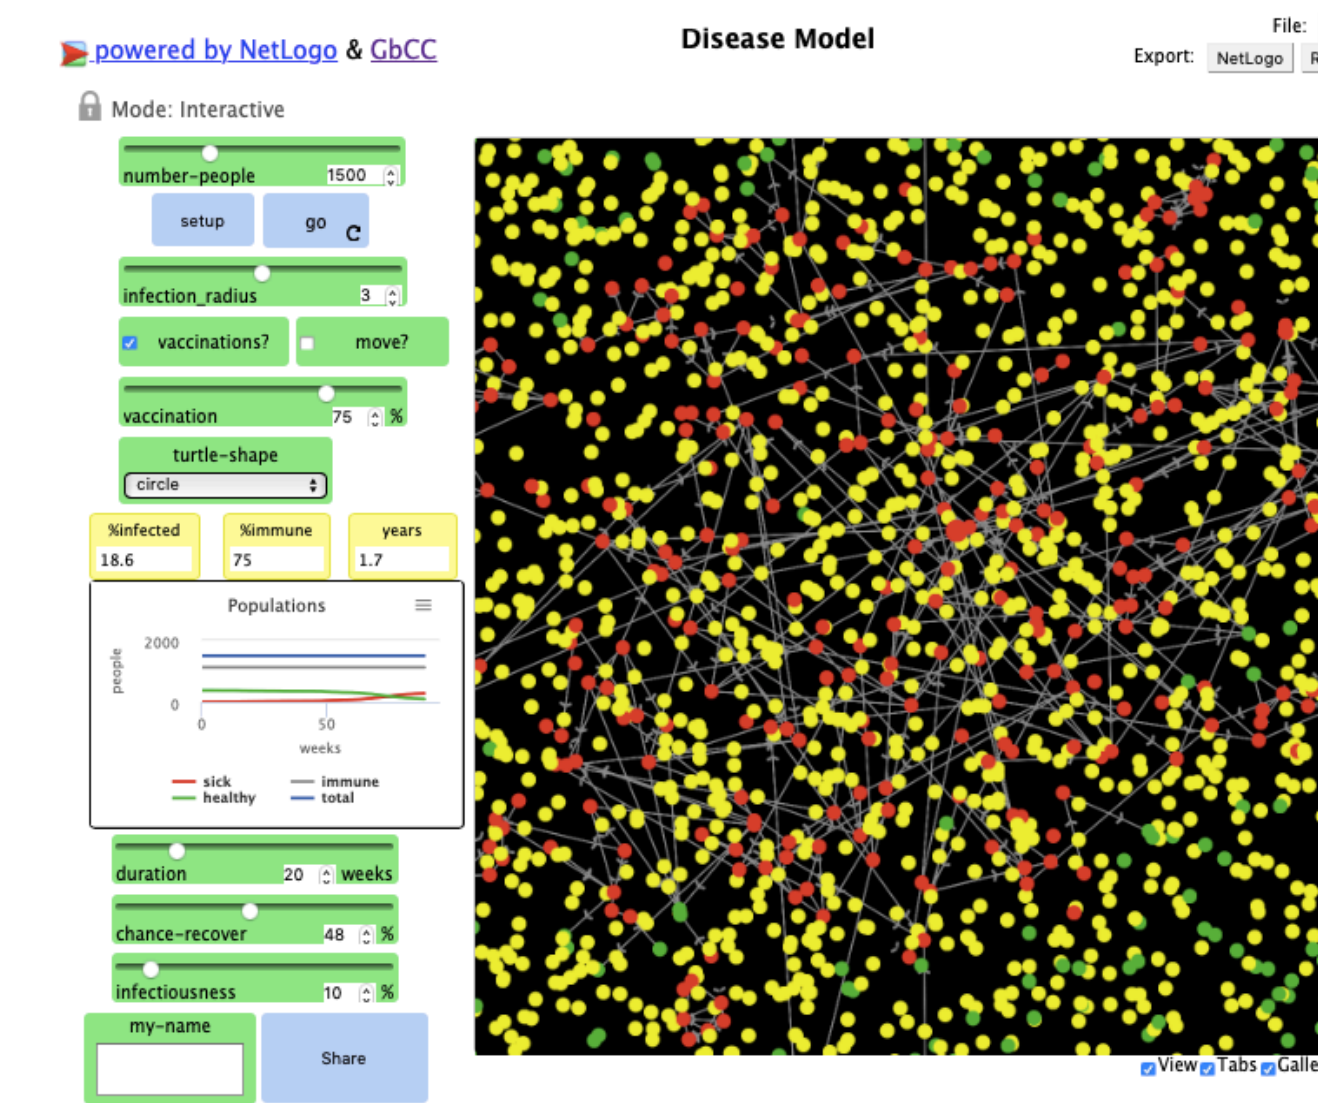 Disease Model
File:
powered by NetLogo & GbCC
Export: NetLogo
Mode: Interactive
number-people 1500
setup go
infection_radius 3
vaccinations? move?
vaccination 75 %
turtle-shape
circle
%infected %immune years
18.6 75 1.7
Populations
2000
people
0
0 50
weeks
sick immune
healthy total
duration 20 weeks
chance-recover 48 %
infectiousness 10 %
my-name
Share
View Tabs